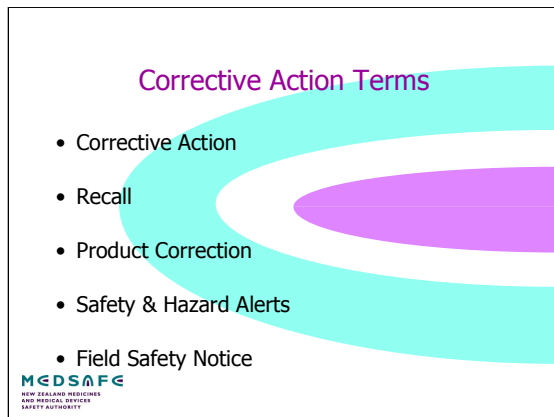 Corrective Action Terms
• Corrective Action
• Recall
• Product Correction
• Safety & Hazard Alerts
• Field Safety Notice
MEDSAFE
NEW ZEALAND MEDICINES
AND MEDICAL DEVICES
SAFETY AUTHORITY